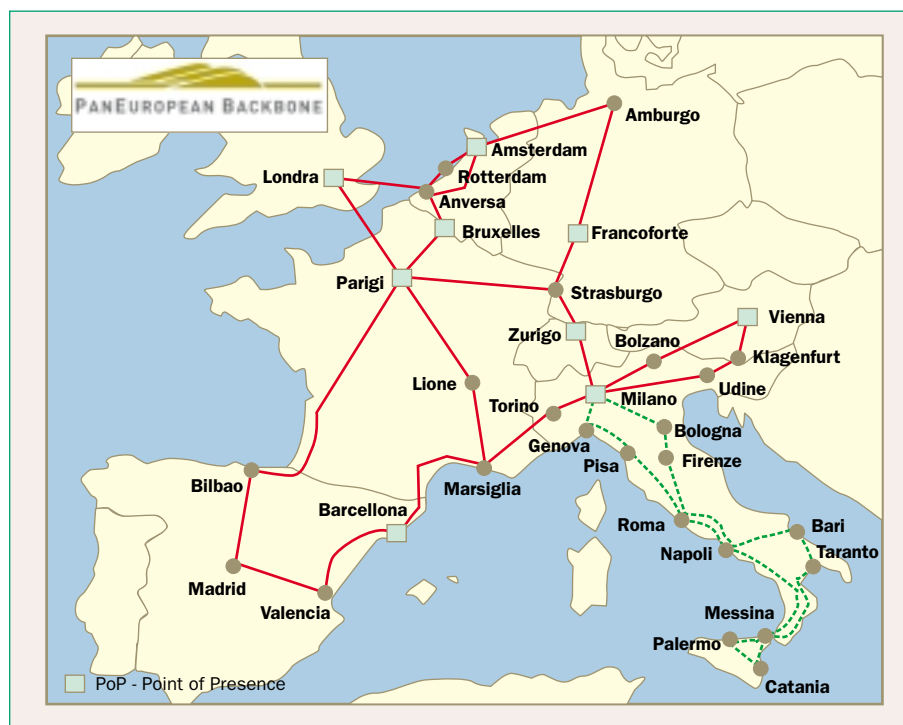 PANEUROPEAN BACKBONE
Amburgo
Amsterdam
Londra
Rotterdam
Anversa
Bruxelles
Francoforte
Parigi
Strasburgo
Vienna
Zurigo
Bolzano
Klagenfurt
Lione
Udine
Torino
Milano
Genova
Bologna
Pisa
Firenze
Bilbao
Marsiglia
Barcellona
Roma
Bari
Napoli
Taranto
Madrid
Valencia
Messina
Palermo
Catania
PoP - Point of Presence